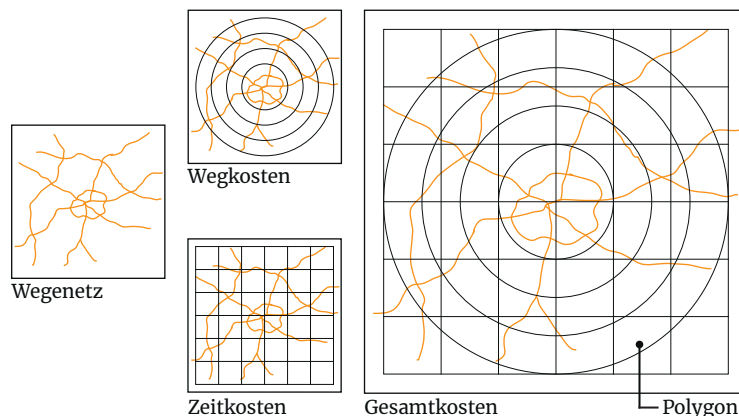 Wegkosten
Wegenetz
Zeitkosten
Gesamtkosten
Polygon